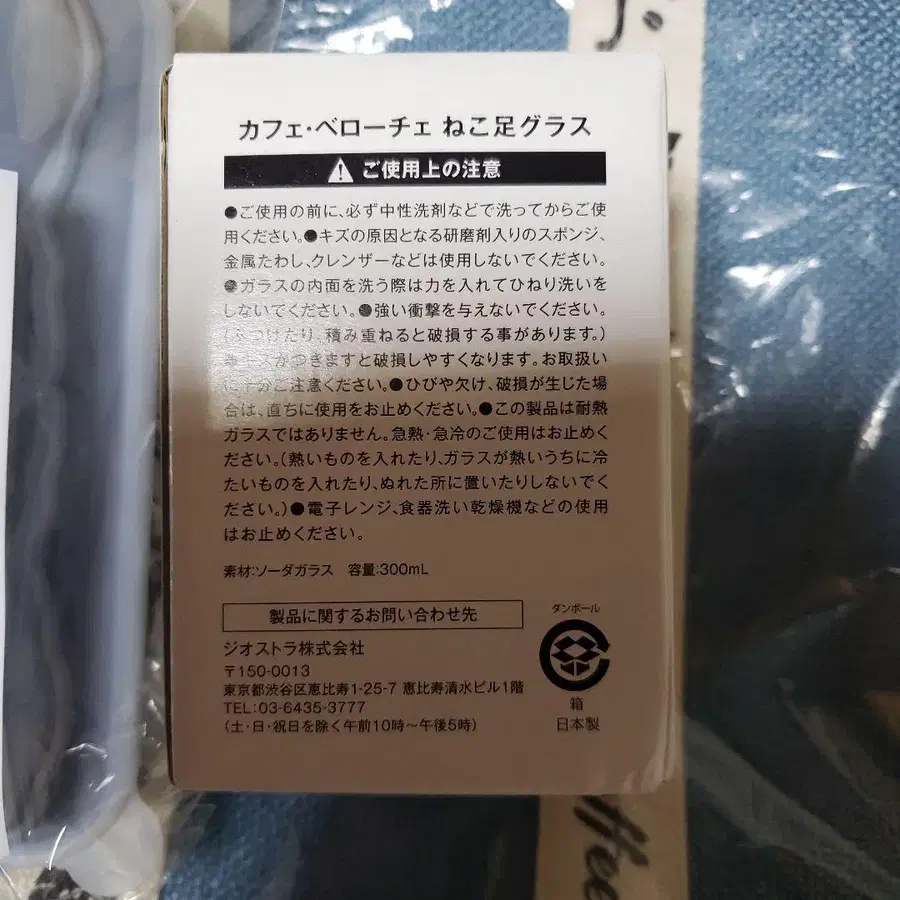 カフェ・ベローチェ ねこ足グラス
ご使用上の注意
●ご使用の前に、必ず中性洗剤などで洗ってからご使
用ください。●キズの原因となる研磨剤入りのスポンジ、
金属たわし、クレンザーなどは使用しないでください。
●ガラスの内面を洗う際は力を入れてひねり洗いを
しないでください。●強い衝撃を与えないでください。
(ぶつけたり、積み重ねると破損する事があります。)
●キズがつきますと破損しやすくなります。お取扱い
に十分ご注意ください。●ひびや欠け、破損が生じた場
合は、直ちに使用をお止めください。●この製品は耐熱
ガラスではありません。急熱・急冷のご使用はお止めく
ださい。(熱いものを入れたり、ガラスが熱いうちに冷
たいものを入れたり、ぬれた所に置いたりしないでく
ださい。)●電子レンジ、食器洗い乾燥機などの使用
はお止めください。
素材:ソーダガラス 容量:300mL
製品に関するお問い合わせ先
ジオストラ株式会社
〒150-0013
東京都渋谷区恵比寿1-25-7 恵比寿清水ビル1階
TEL:03-6435-3777
(土・日・祝日を除く午前10時〜午後5時)
ダンボール
箱
日本製
ffee